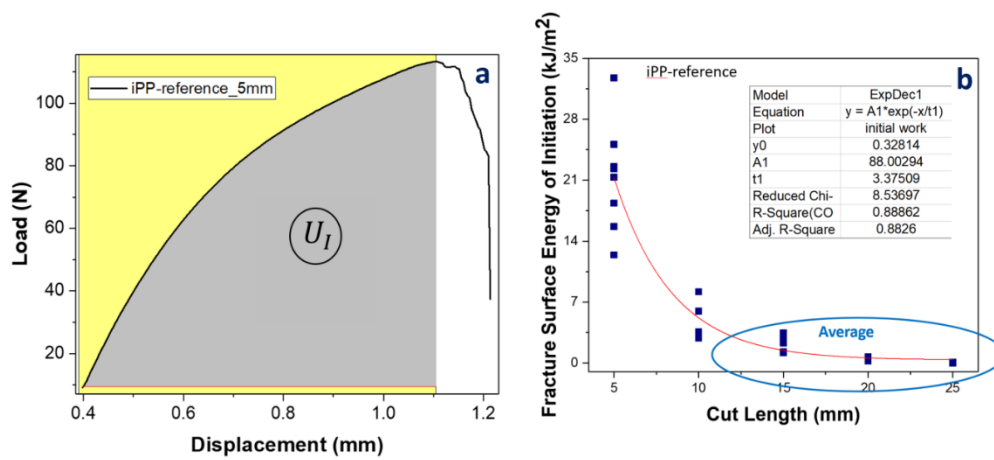 iPP-reference_5mm
a
100
80
60
40
20
U_I
0.4 0.6 0.8 1.0 1.2
Load (N)
Displacement (mm)
iPP-reference
b
35
28
21
14
7
0
Model ExpDec1
Equation y = A1*exp(-x/t1)
Plot initial work
y0 0.32814
A1 88.00294
t1 3.37509
Reduced Chi- 8.53697
R-Square(CO 0.88862
Adj. R-Square 0.8826
Average
5 10 15 20 25
Fracture Surface Energy of Initiation (kJ/m²)
Cut Length (mm)